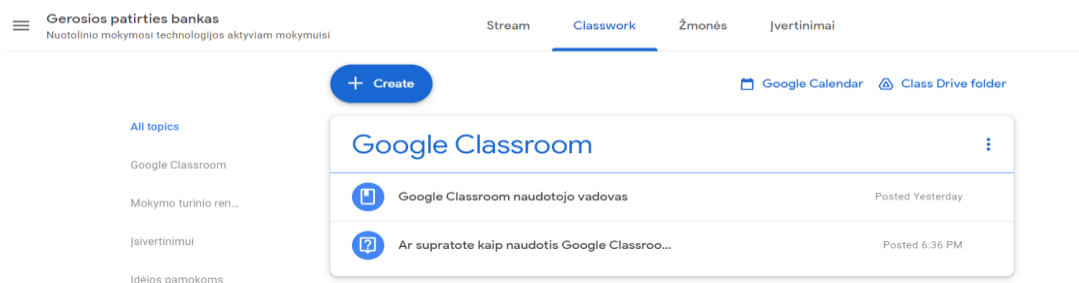 Gerosios patirties bankas
Nuotolinio mokymosi technologijos aktyviam mokymuisi
Stream Classwork Žmonės Įvertinimai
+ Create
Google Calendar Class Drive folder
All topics
Google Classroom
Mokymo turinio ren...
Įsivertinimui
Idėjos pamokoms
Google Classroom
Google Classroom naudotojo vadovas Posted Yesterday
Ar supratote kaip naudotis Google Classroo... Posted 6:36 PM